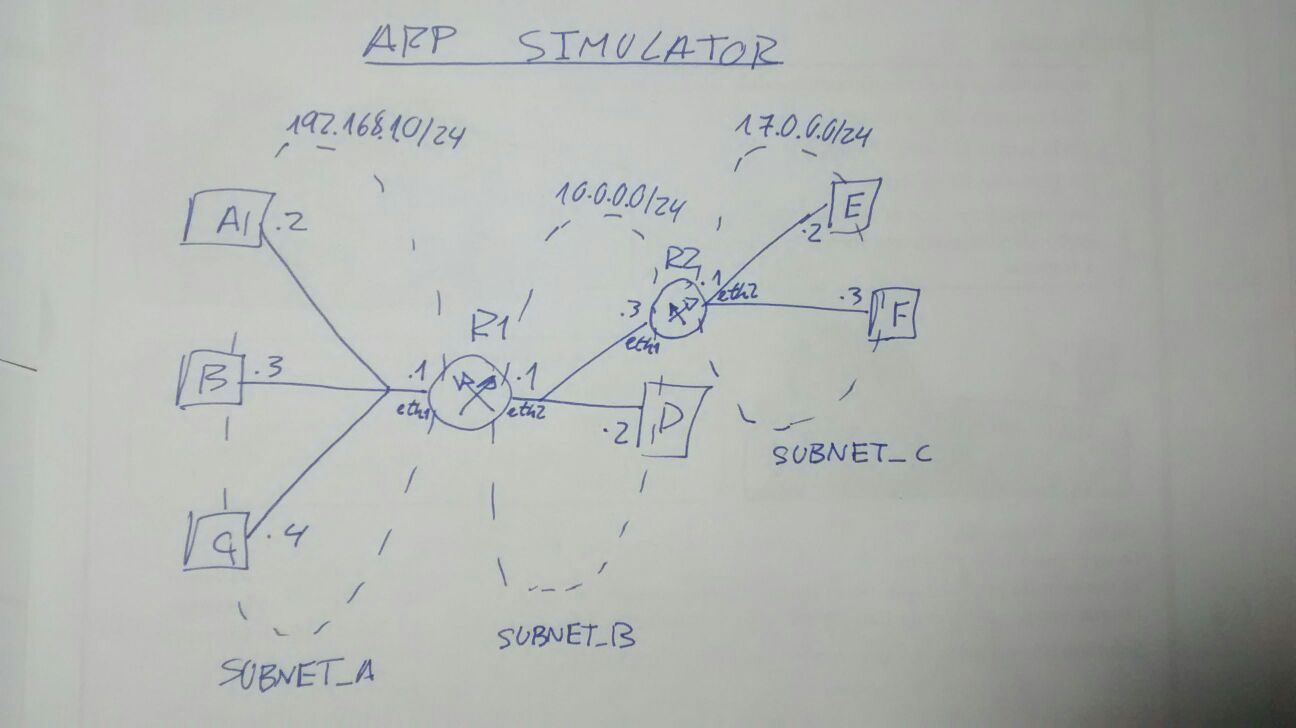 ARP SIMULATOR
192.168.1.0/24
17.0.0.0/24
10.0.0.0/24
A
.2
E
.2
R2
.1
eth2
.3
eth1
.3
F
R1
B
.3
.1
eth1
.1
eth2
D
.2
SUBNET_C
C
.4
SUBNET_B
SUBNET_A